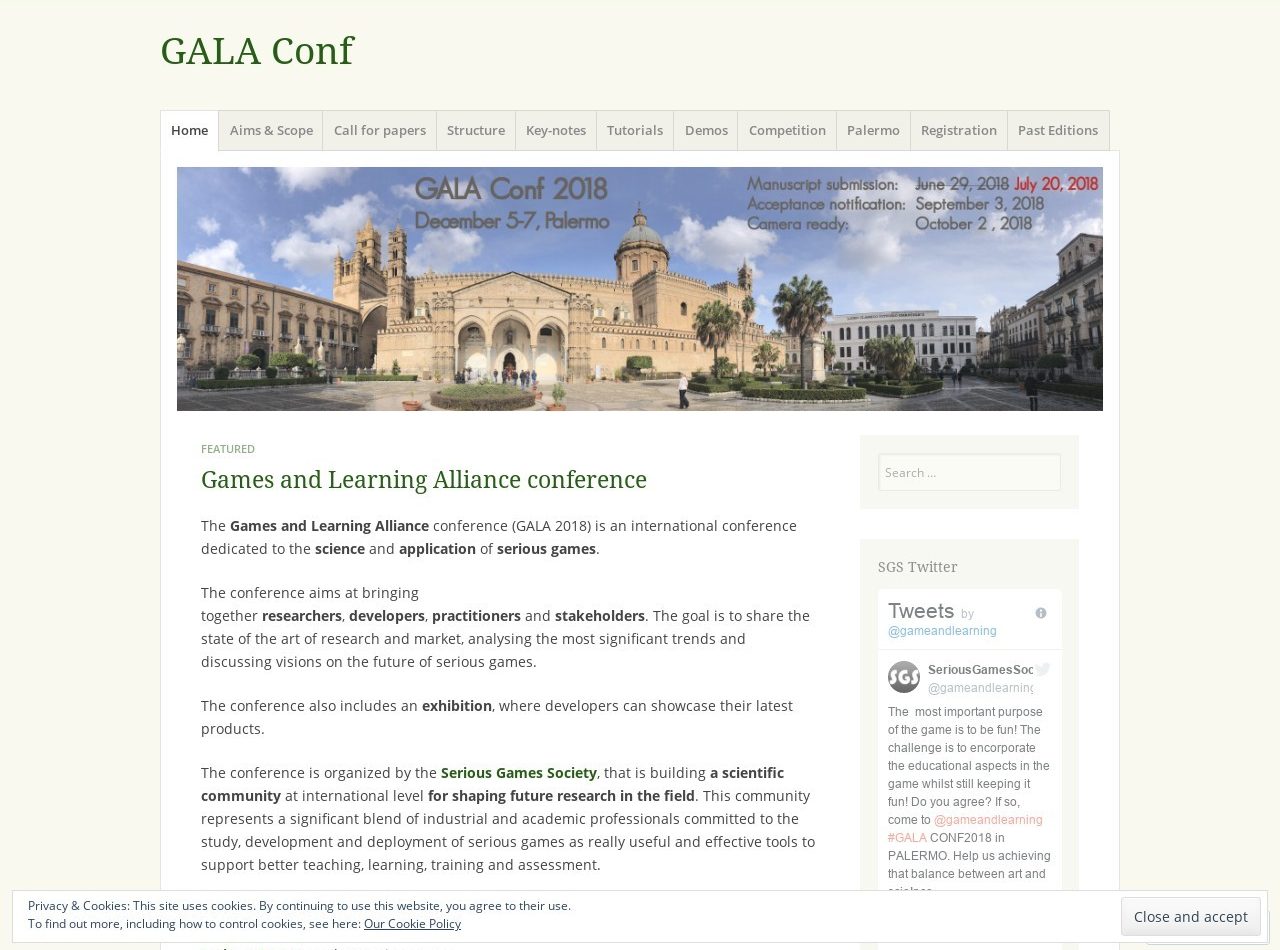 GALA Conf
Home Aims & Scope Call for papers Structure Key-notes Tutorials Demos Competition Palermo Registration Past Editions
GALA Conf 2018
December 5-7, Palermo
Manuscript submission: June 29, 2018 July 20, 2018
Acceptance notification: September 3, 2018
Camera ready: October 2 , 2018
FEATURED
Games and Learning Alliance conference
The Games and Learning Alliance conference (GALA 2018) is an international conference
dedicated to the science and application of serious games.
The conference aims at bringing
together researchers, developers, practitioners and stakeholders. The goal is to share the
state of the art of research and market, analysing the most significant trends and
discussing visions on the future of serious games.
The conference also includes an exhibition, where developers can showcase their latest
products.
The conference is organized by the Serious Games Society, that is building a scientific
community at international level for shaping future research in the field. This community
represents a significant blend of industrial and academic professionals committed to the
study, development and deployment of serious games as really useful and effective tools to
support better teaching, learning, training and assessment.
Search ...
SGS Twitter
Tweets by
@gameandlearning
SGS
SeriousGamesSoc
@gameandlearning
The most important purpose
of the game is to be fun! The
challenge is to encorporate
the educational aspects in the
game whilst still keeping it
fun! Do you agree? If so,
come to @gameandlearning
#GALA CONF2018 in
PALERMO. Help us achieving
that balance between art and
Privacy & Cookies: This site uses cookies. By continuing to use this website, you agree to their use.
To find out more, including how to control cookies, see here: Our Cookie Policy
Close and accept